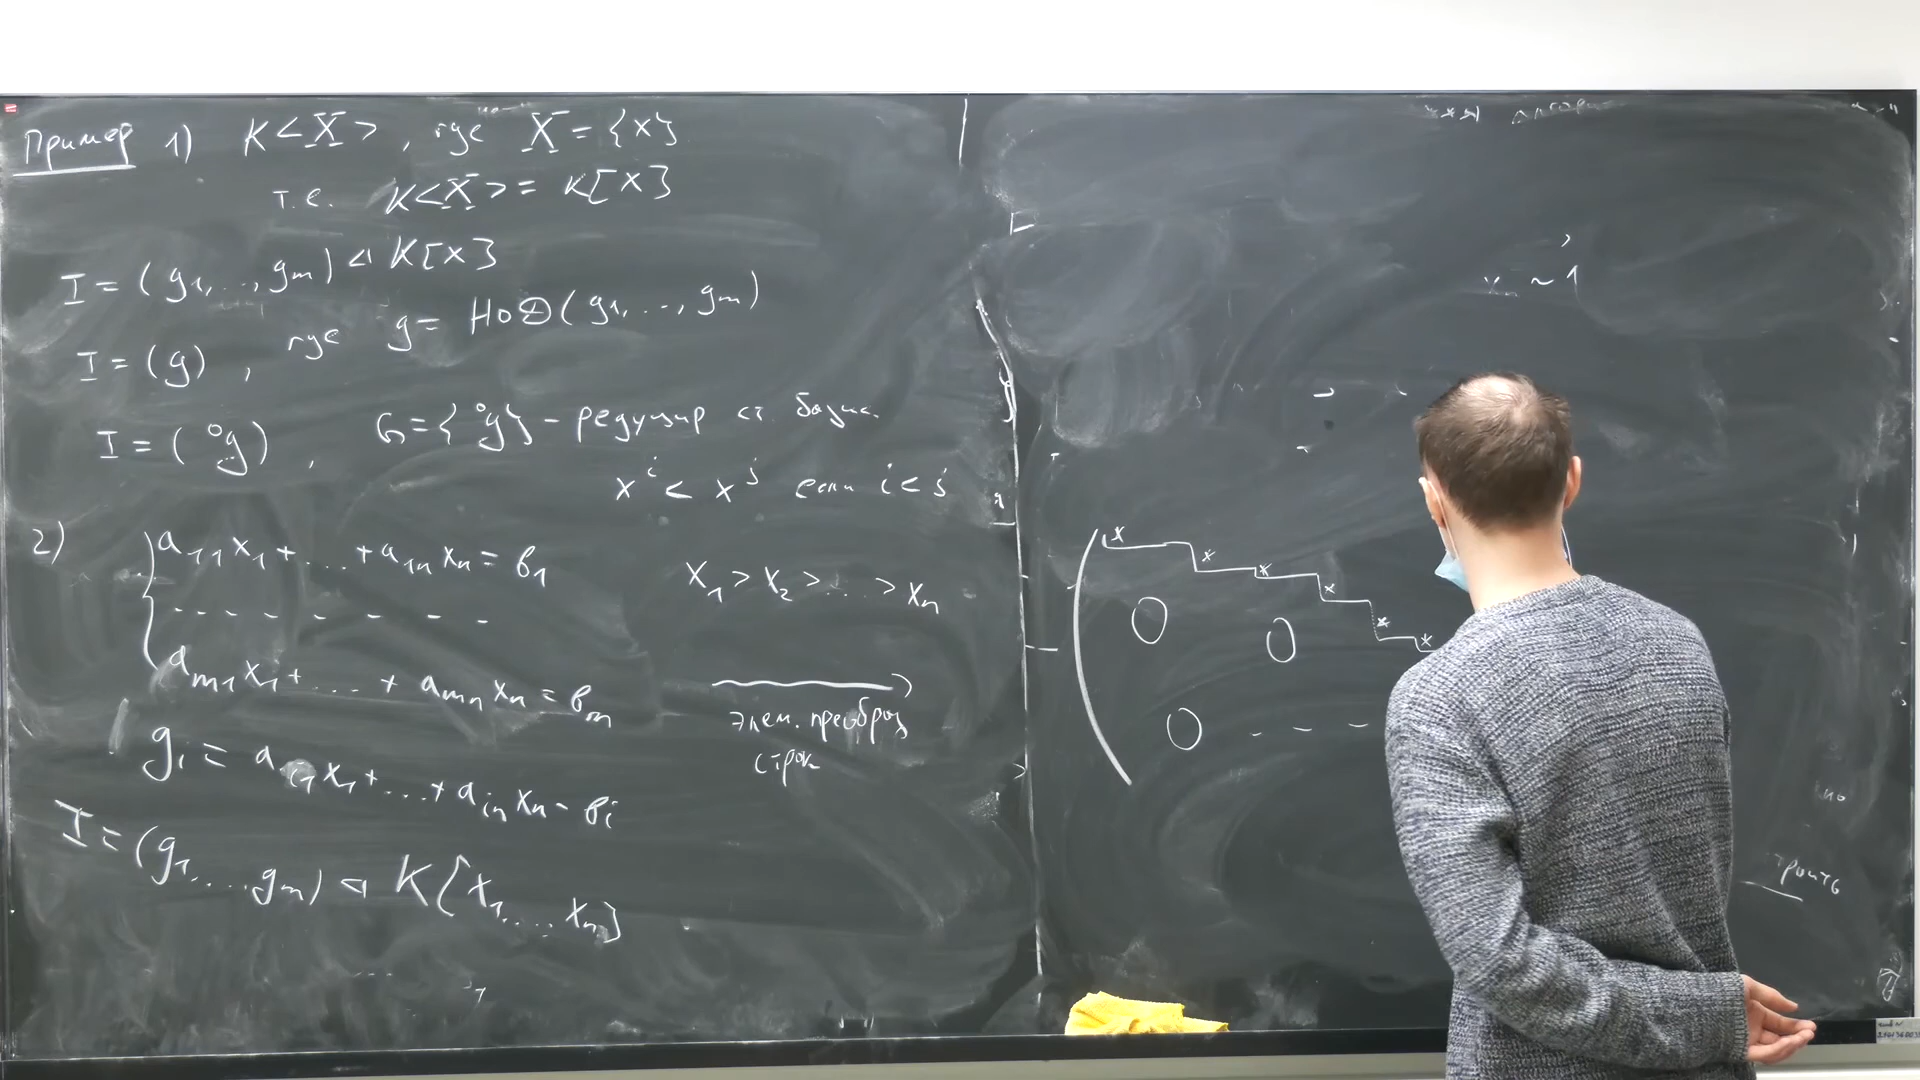 Пример 1) K<X>, где X = {x}
т.е. K<X> = K[x]
I = (g₁,..,gₘ) ◁ K[x]
I = (g), где g = НОД(g₁,..,gₘ)
I = (g̊), G = {g̊} - редуцир ст. базис.
xⁱ < xʲ если i < j
2) { a₁₁x₁ + ... + a₁ₙxₙ = b₁
- - - - - - -
aₘ₁x₁ + ... + aₘₙxₙ = bₘ
x₁ > x₂ > ... > xₙ
элем. преобраз
строк
gᵢ = aᵢ₁x₁ + ... + aᵢₙxₙ - bᵢ
I = (g₁,...,gₘ) ◁ K[x₁,...,xₙ]
~ 1
* * * * * *
0 0
0 - - -